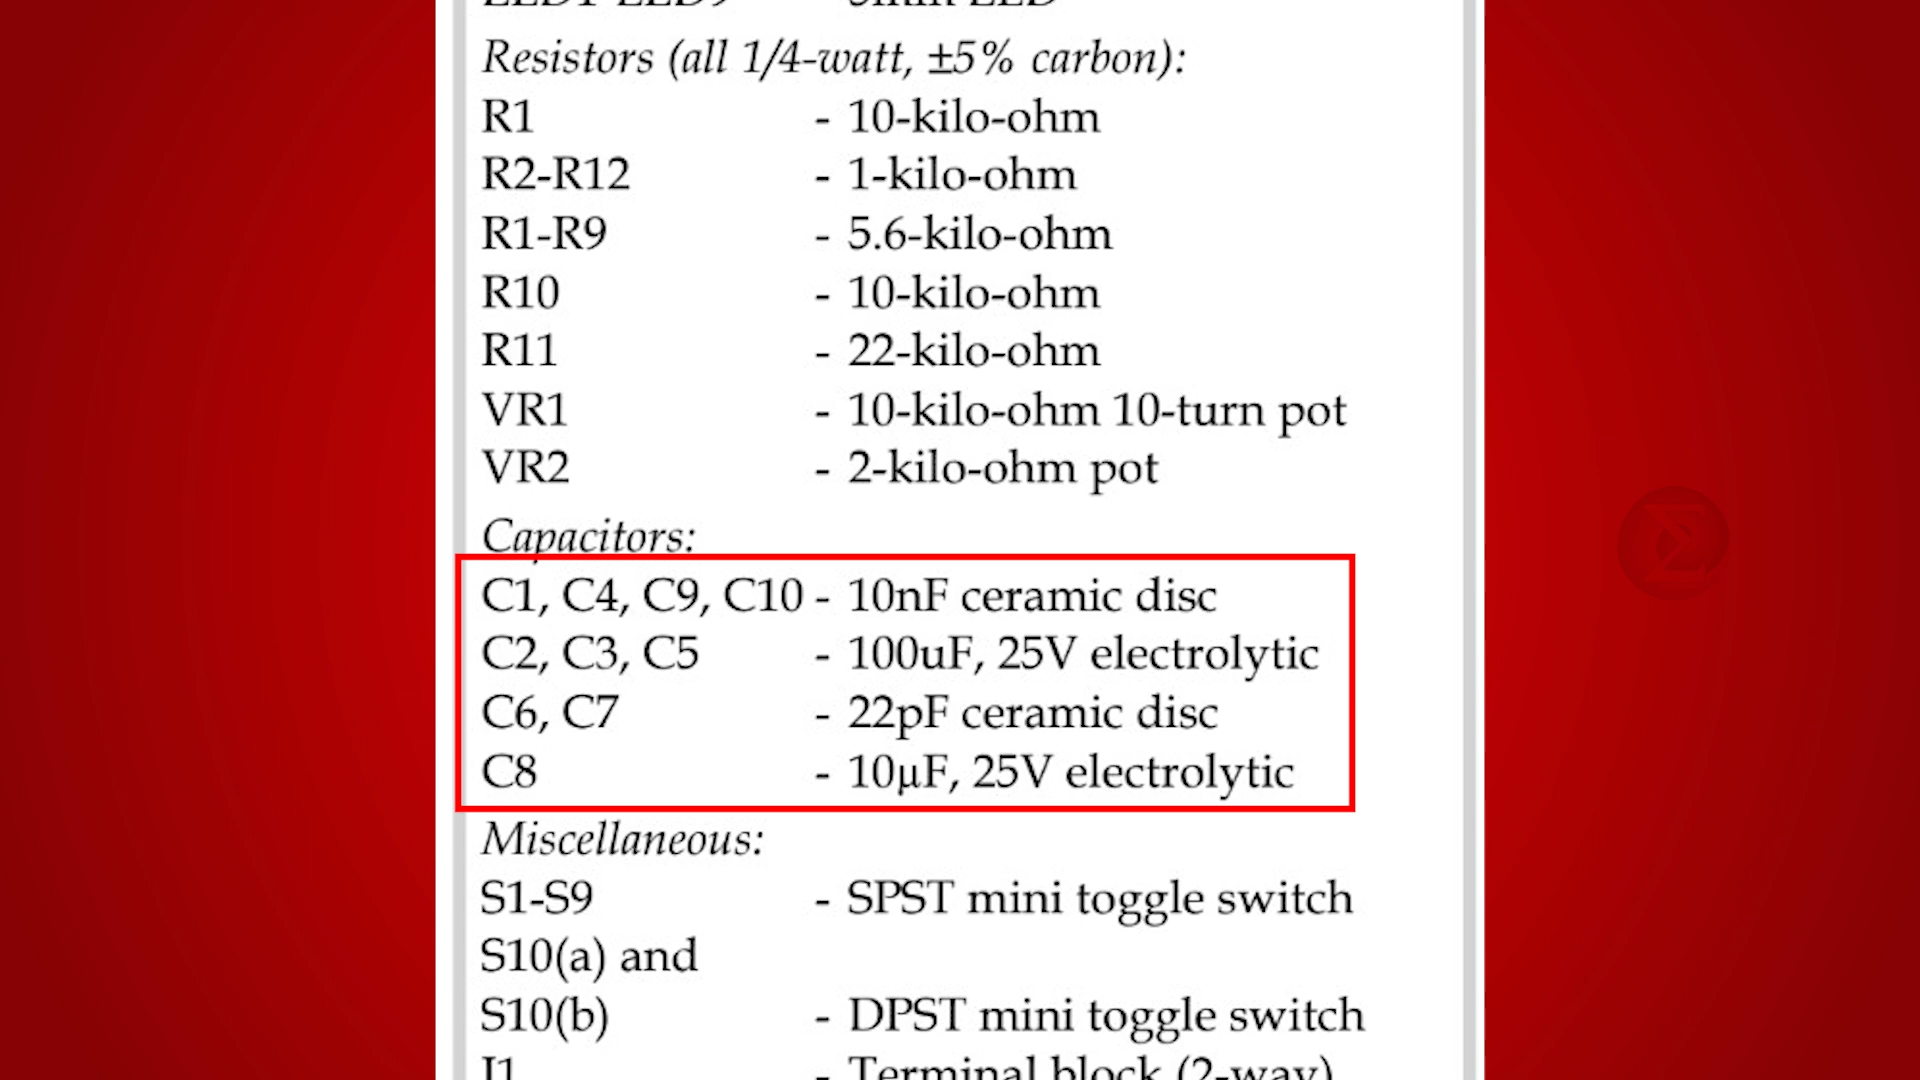 Resistors (all 1/4-watt, ±5% carbon):
R1 - 10-kilo-ohm
R2-R12 - 1-kilo-ohm
R1-R9 - 5.6-kilo-ohm
R10 - 10-kilo-ohm
R11 - 22-kilo-ohm
VR1 - 10-kilo-ohm 10-turn pot
VR2 - 2-kilo-ohm pot
Capacitors:
C1, C4, C9, C10 - 10nF ceramic disc
C2, C3, C5 - 100uF, 25V electrolytic
C6, C7 - 22pF ceramic disc
C8 - 10µF, 25V electrolytic
Miscellaneous:
S1-S9 - SPST mini toggle switch
S10(a) and
S10(b) - DPST mini toggle switch
- Terminal block (2-way)